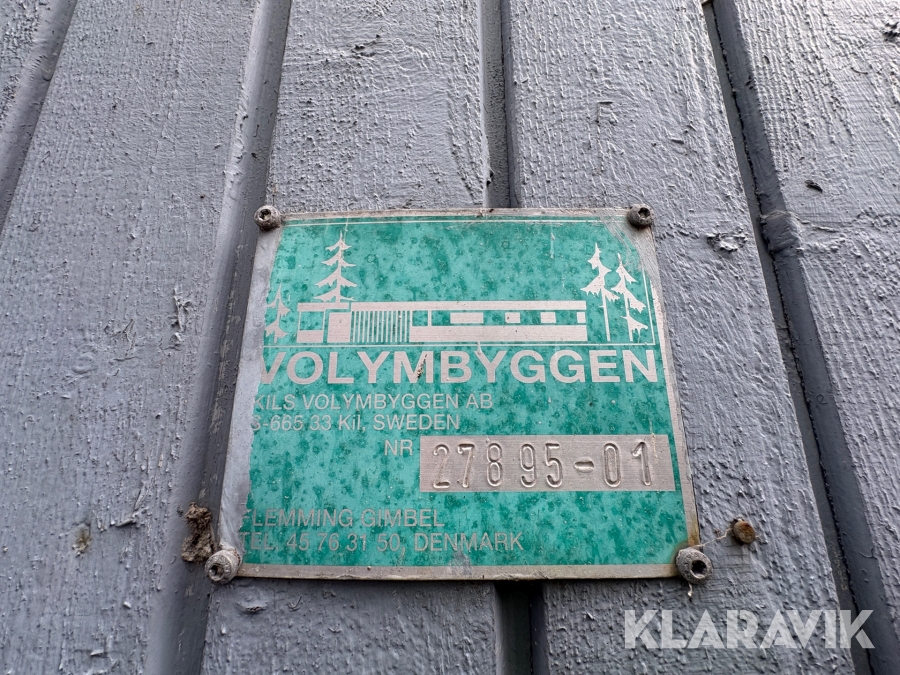 VOLYMBYGGEN
KILS VOLYMBYGGEN AB
S-665 33 Kil, SWEDEN
NR 27895-01
FLEMMING GIMBEL
TEL. 45 76 31 50, DENMARK
KLARAVIK